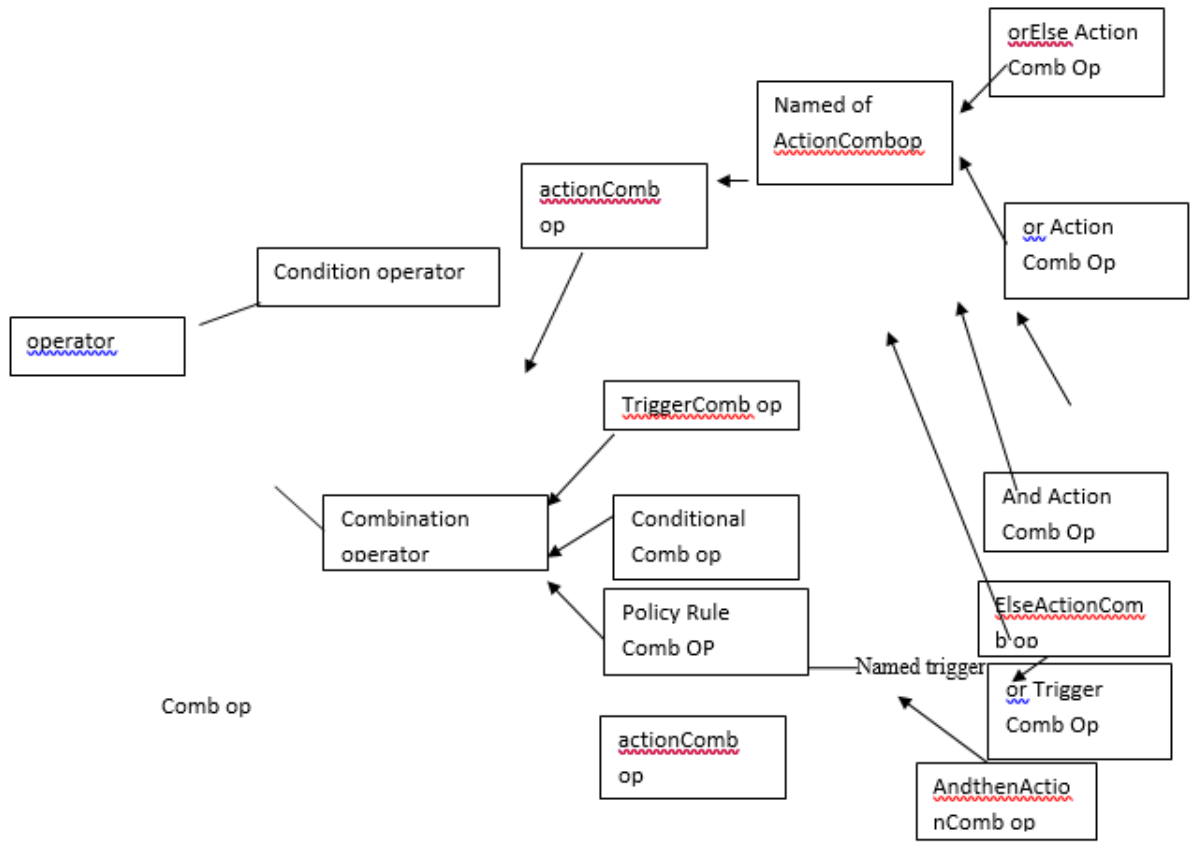 orElse Action
Comb Op
Named of
ActionCombop
actionComb
op
or Action
Comb Op
Condition operator
operator
TriggerComb op
And Action
Comb Op
Combination
operator
Conditional
Comb op
ElseActionCom
b op
Policy Rule
Comb OP
Named trigger
or Trigger
Comb Op
Comb op
actionComb
op
AndthenActio
nComb op